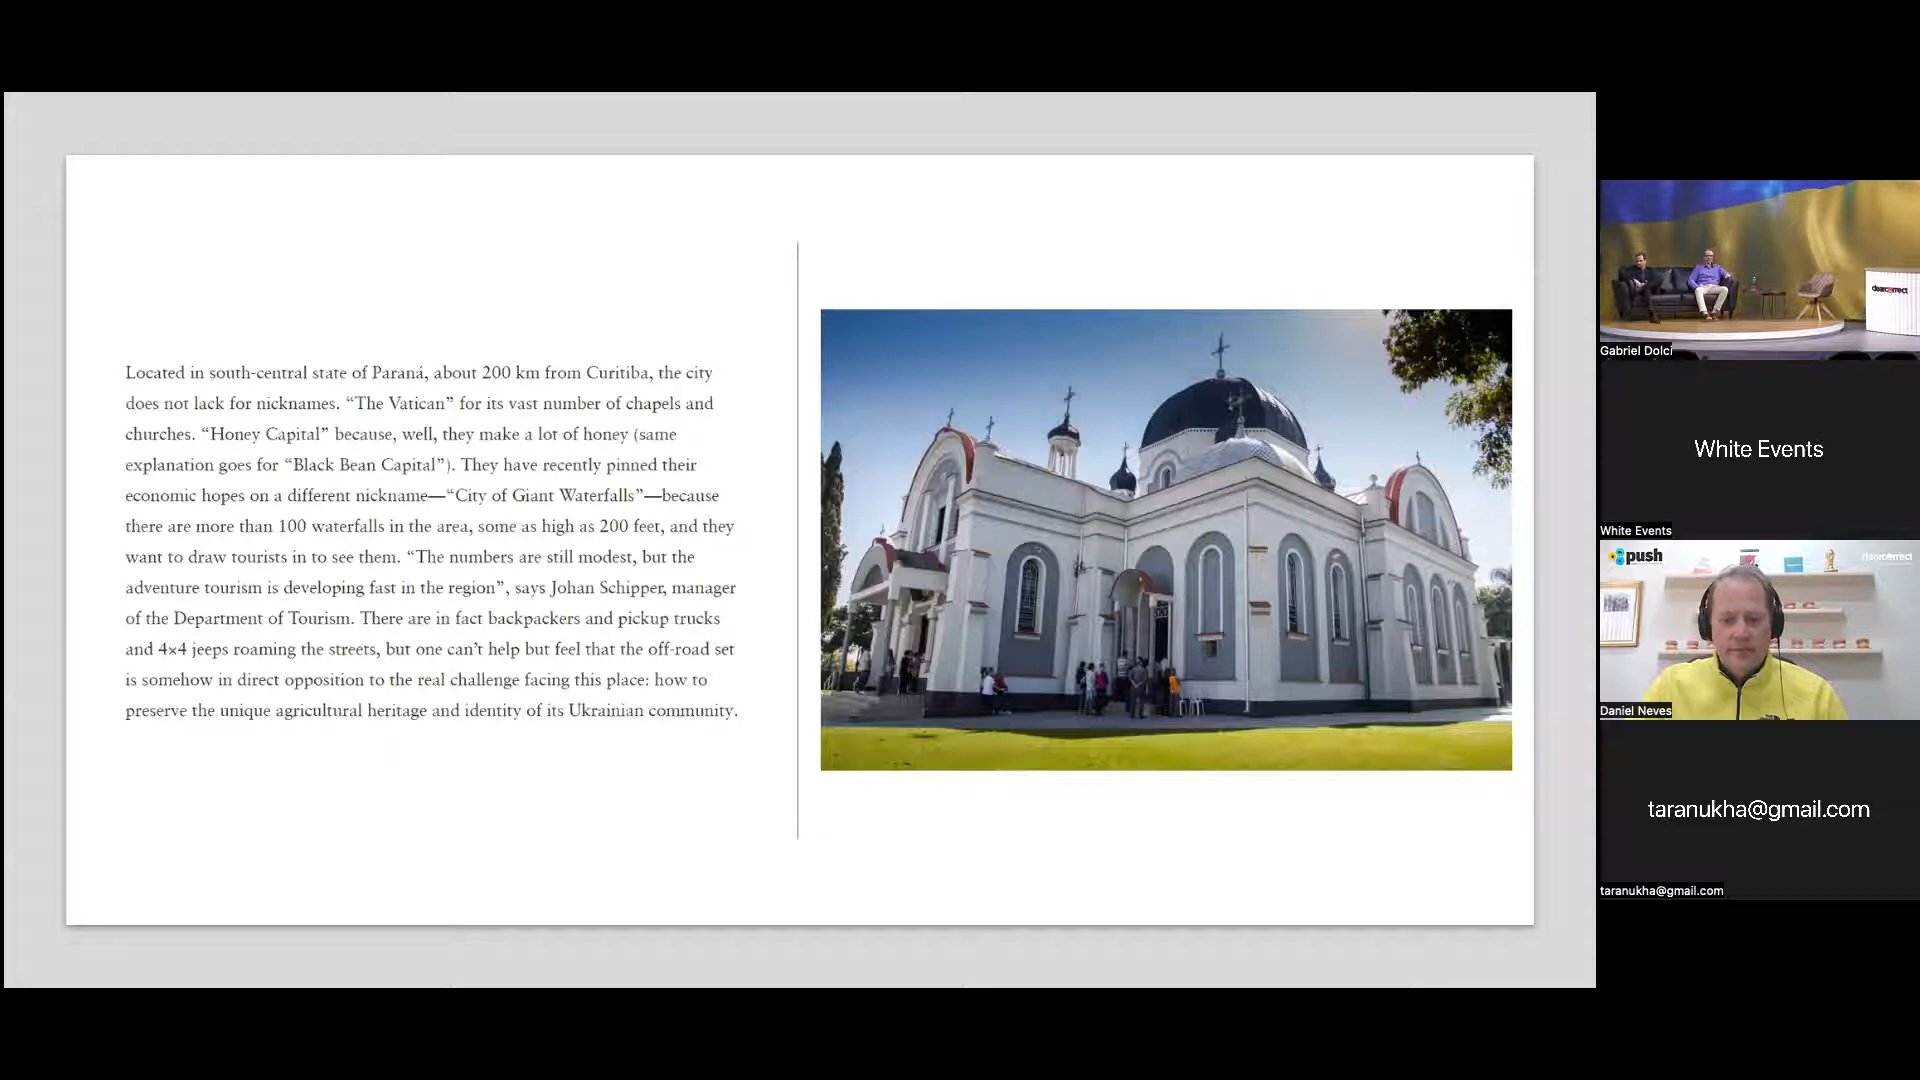 Located in south-central state of Paraná, about 200 km from Curitiba, the city
does not lack for nicknames. “The Vatican” for its vast number of chapels and
churches. “Honey Capital” because, well, they make a lot of honey (same
explanation goes for “Black Bean Capital”). They have recently pinned their
economic hopes on a different nickname—“City of Giant Waterfalls”—because
there are more than 100 waterfalls in the area, some as high as 200 feet, and they
want to draw tourists in to see them. “The numbers are still modest, but the
adventure tourism is developing fast in the region”, says Johan Schipper, manager
of the Department of Tourism. There are in fact backpackers and pickup trucks
and 4×4 jeeps roaming the streets, but one can’t help but feel that the off-road set
is somehow in direct opposition to the real challenge facing this place: how to
preserve the unique agricultural heritage and identity of its Ukrainian community.
clearcorrect
Gabriel Dolci
White Events
White Events
push
clearcorrect
Daniel Neves
taranukha@gmail.com
taranukha@gmail.com